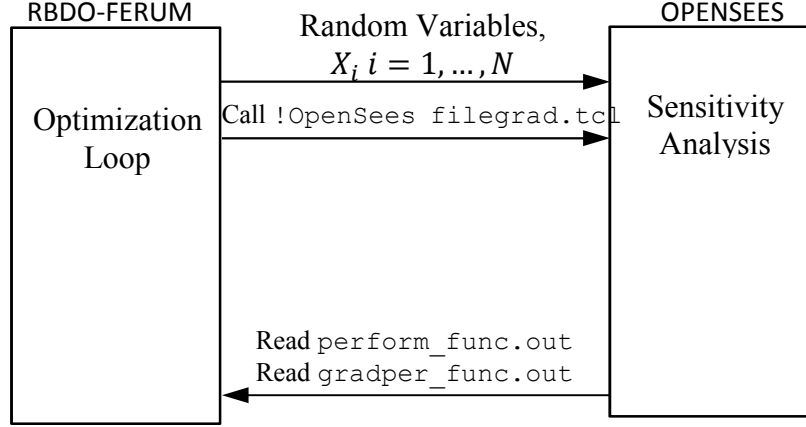 RBDO-FERUM
OPENSEES
Random Variables,
X_i i = 1, … , N
Optimization
Loop
Call !OpenSees filegrad.tcl
Sensitivity
Analysis
Read perform_func.out
Read gradper_func.out